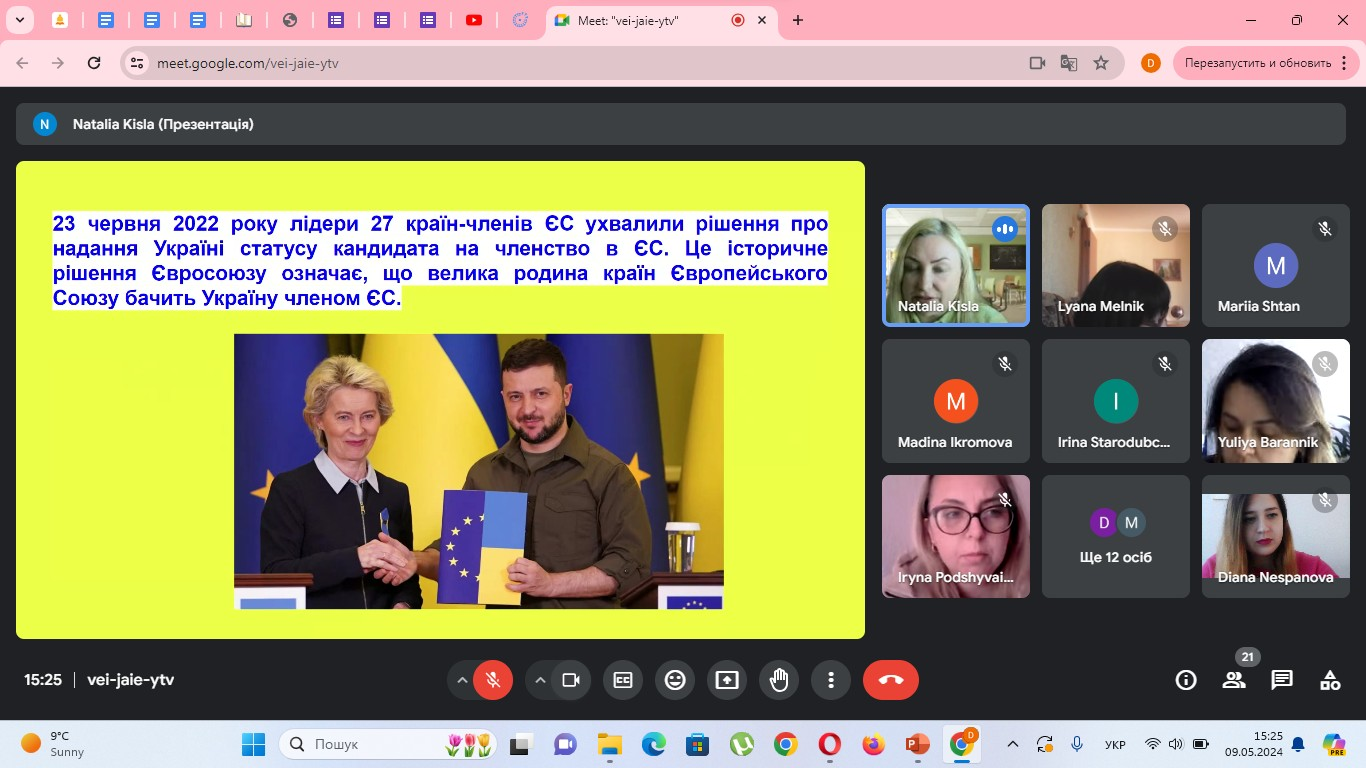 Meet: "vei-jaie-ytv"
meet.google.com/vei-jaie-ytv
D
Перезапустить и обновить
N
Natalia Kisla (Презентація)
23 червня 2022 року лідери 27 країн-членів ЄС ухвалили рішення про
надання Україні статусу кандидата на членство в ЄС. Це історичне
рішення Євросоюзу означає, що велика родина країн Європейського
Союзу бачить Україну членом ЄС.
Natalia Kisla
Lyana Melnik
M
Mariia Shtan
M
Madina Ikromova
I
Irina Starodubc...
Yuliya Barannik
Iryna Podshyvai...
D M
Ще 12 осіб
Diana Nespanova
15:25 | vei-jaie-ytv
21
9°C
Sunny
Пошук
D
УКР
15:25
09.05.2024
PRE